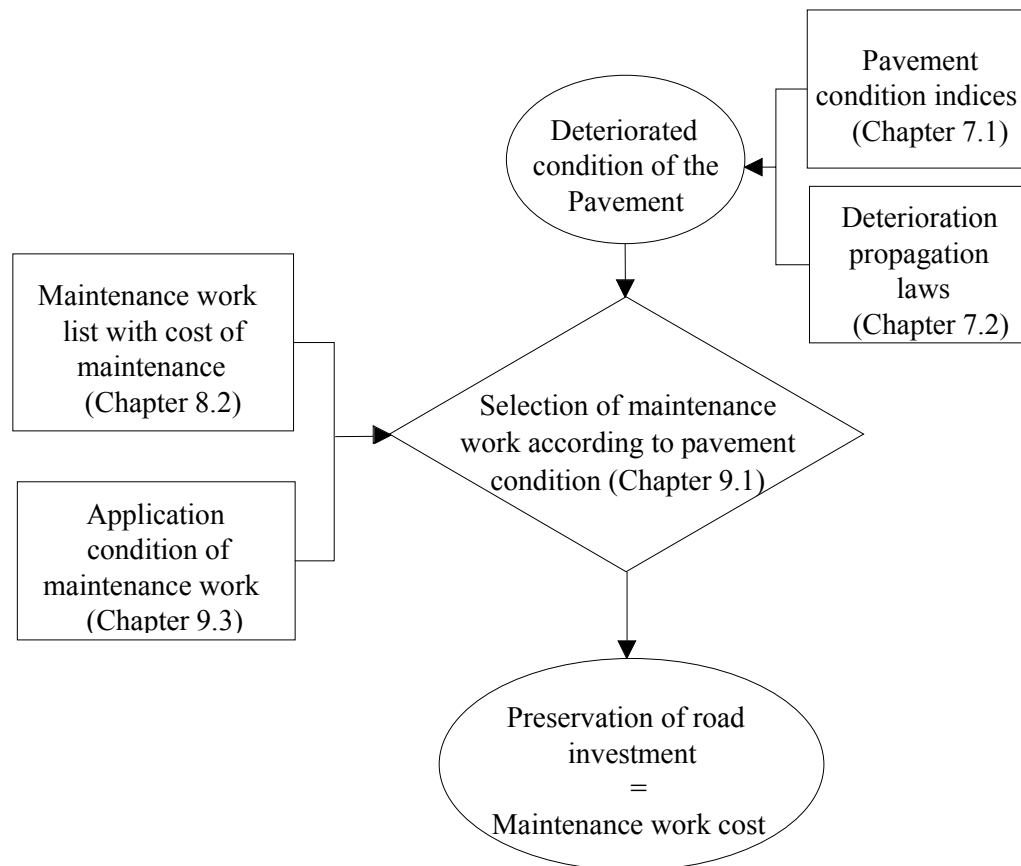 Pavement
condition indices
(Chapter 7.1)
Deteriorated
condition of the
Pavement
Deterioration
propagation
laws
(Chapter 7.2)
Maintenance work
list with cost of
maintenance
(Chapter 8.2)
Selection of maintenance
work according to pavement
condition (Chapter 9.1)
Application
condition of
maintenance work
(Chapter 9.3)
Preservation of road
investment
=
Maintenance work cost